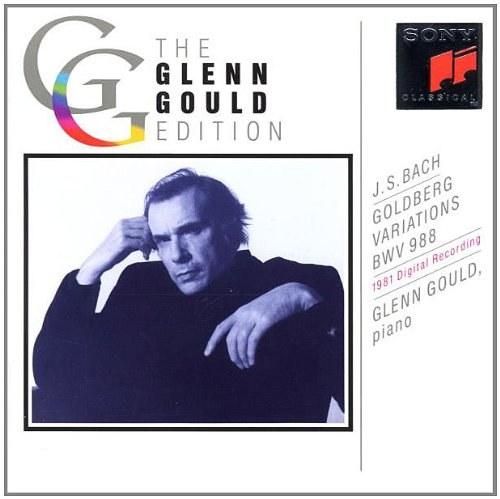 THE
GLENN
GOULD
EDITION
GG
SONY
CLASSICAL
J.S. BACH
GOLDBERG
VARIATIONS
BWV 988
1981 Digital Recording
GLENN GOULD,
piano